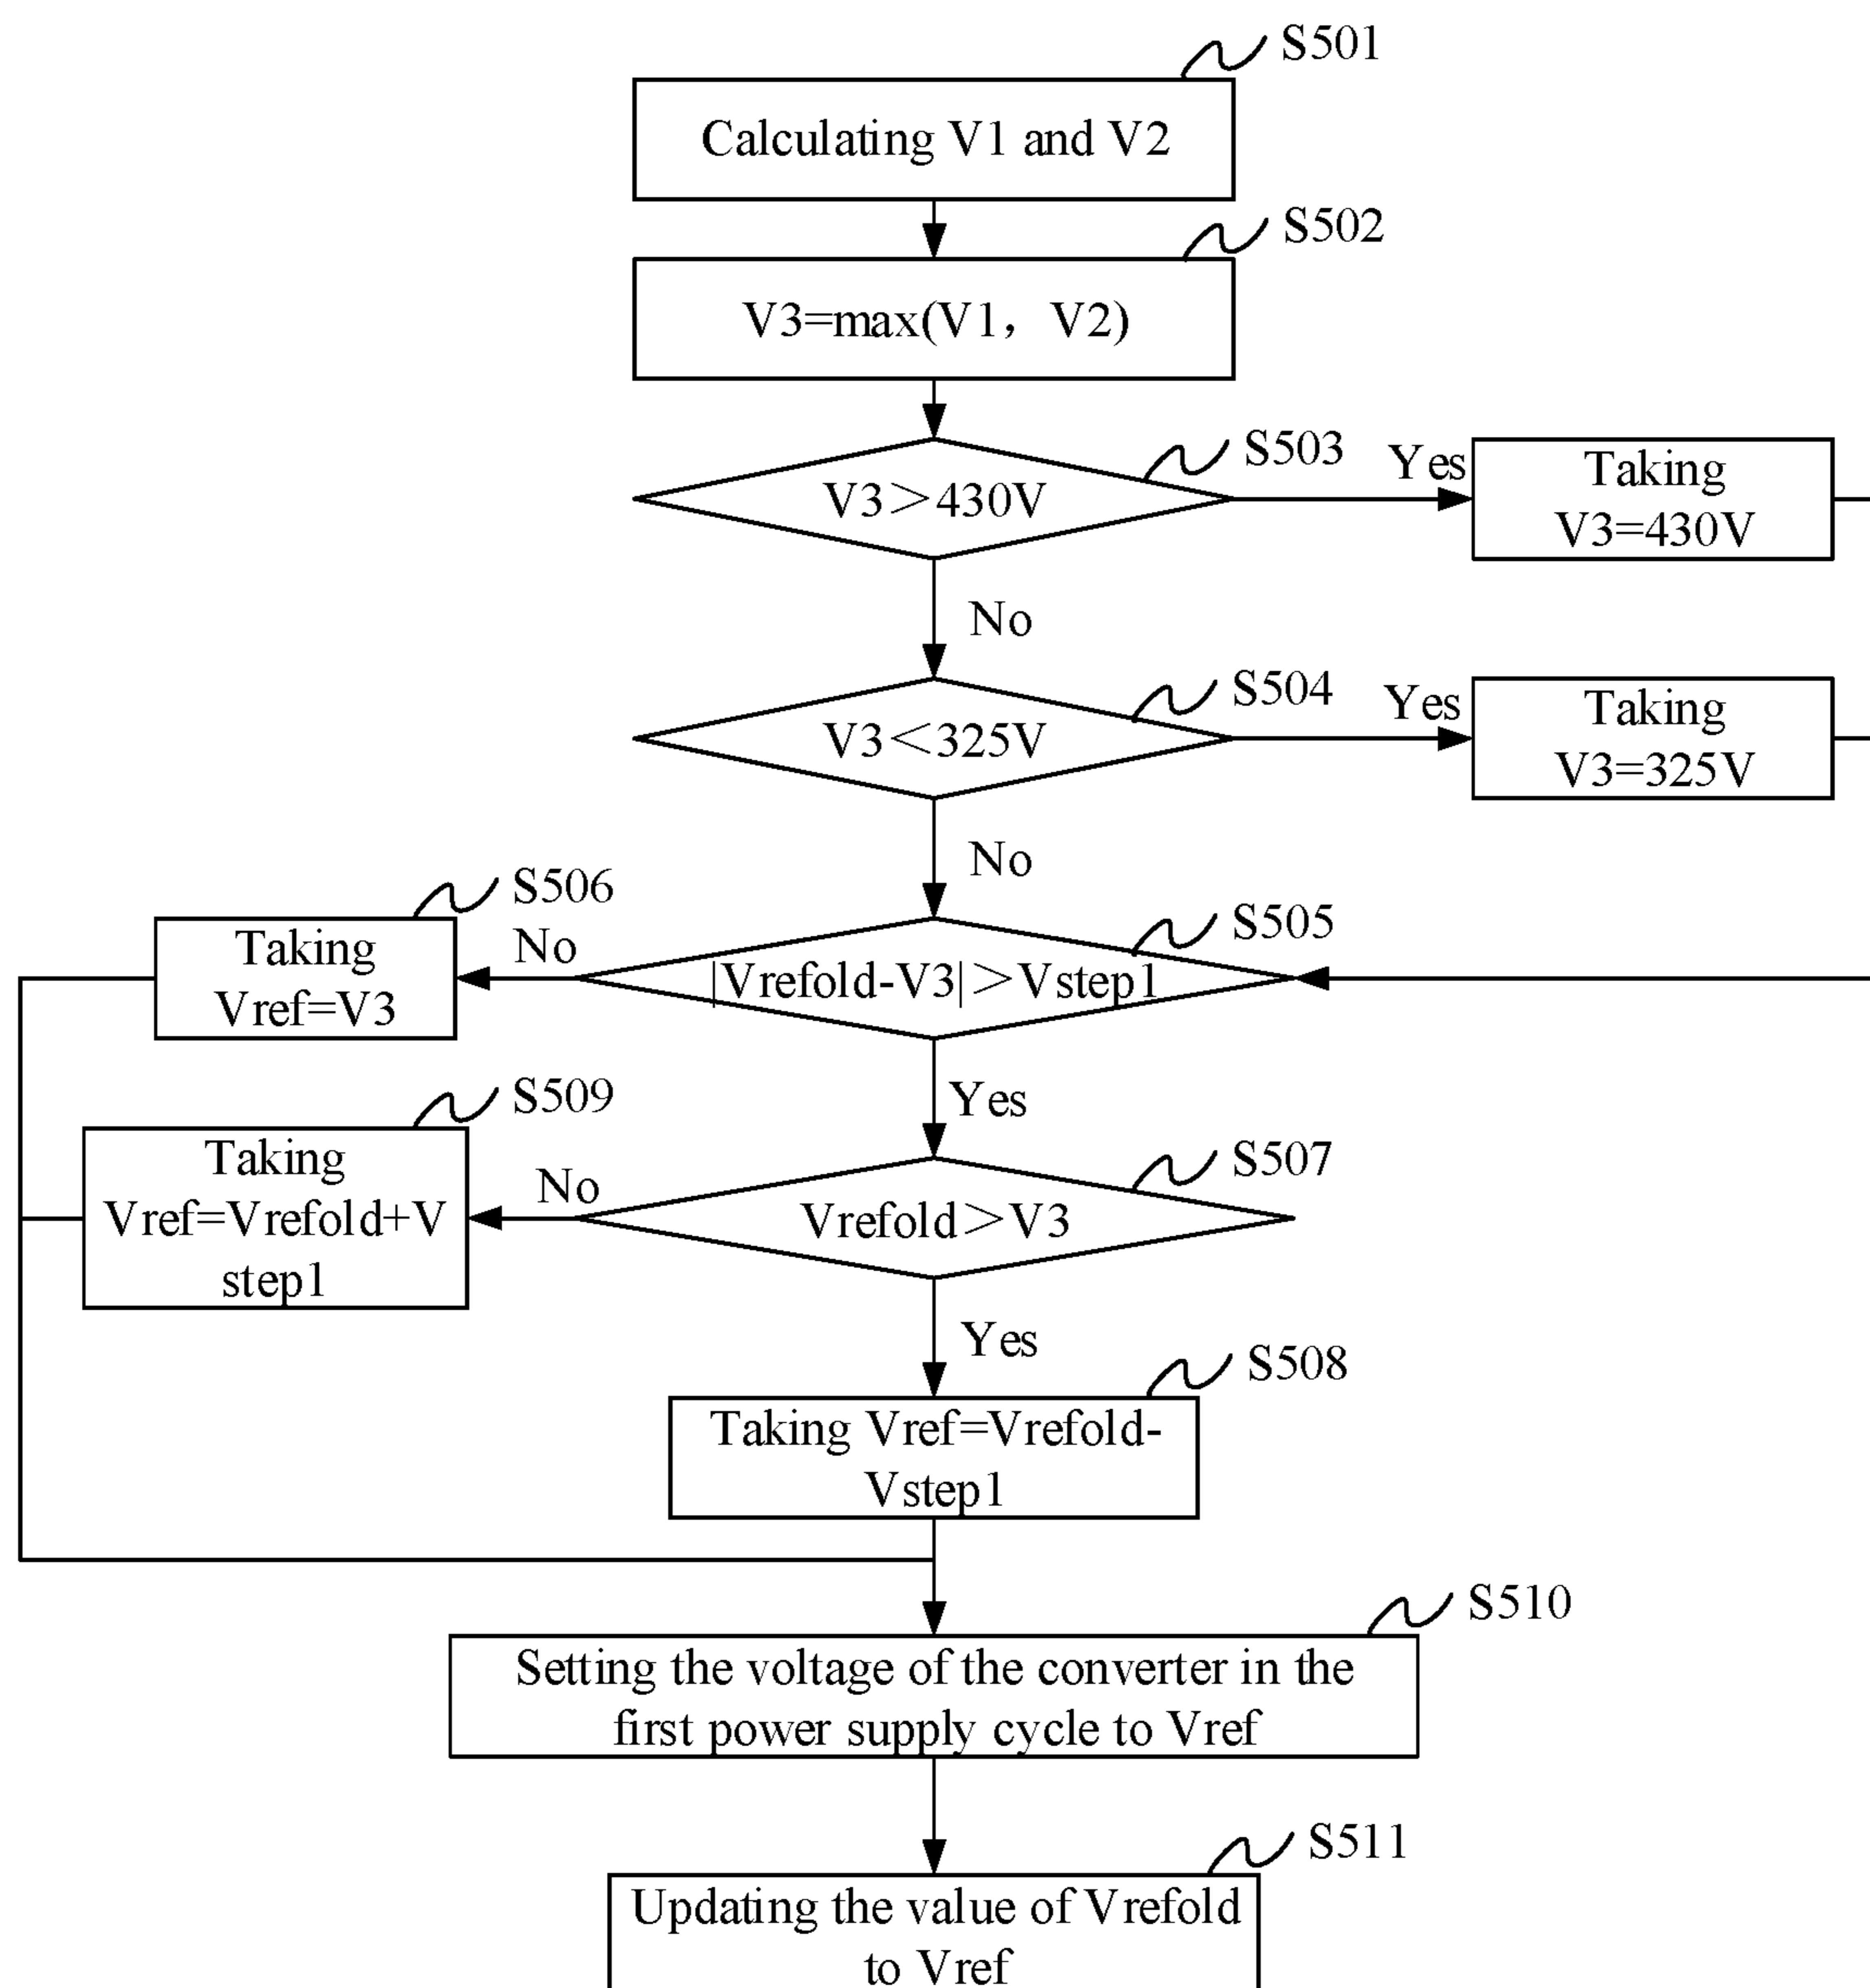 S501
Calculating V1 and V2
S502
V3=max(V1，V2)
S503
V3＞430V
Yes
Taking
V3=430V
No
S504
V3＜325V
Yes
Taking
V3=325V
No
S506
Taking
Vref=V3
No
S505
|Vrefold-V3|＞Vstep1
Yes
S509
Taking
Vref=Vrefold+V
step1
No
S507
Vrefold＞V3
Yes
S508
Taking Vref=Vrefold-
Vstep1
S510
Setting the voltage of the converter in the
first power supply cycle to Vref
S511
Updating the value of Vrefold
to Vref